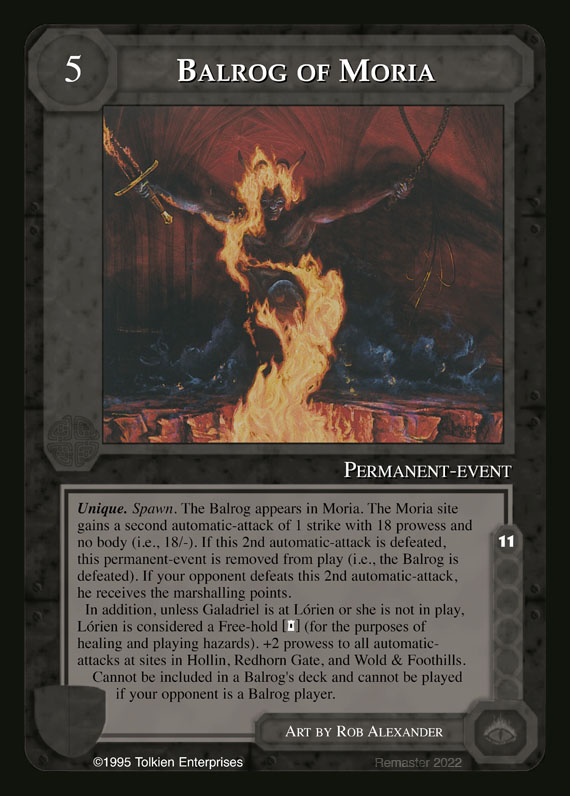 5
BALROG OF MORIA
PERMANENT-EVENT
Unique. Spawn. The Balrog appears in Moria. The Moria site
gains a second automatic-attack of 1 strike with 18 prowess and
no body (i.e., 18/-). If this 2nd automatic-attack is defeated,
this permanent-event is removed from play (i.e., the Balrog is
defeated). If your opponent defeats this 2nd automatic-attack,
he receives the marshalling points.
In addition, unless Galadriel is at Lórien or she is not in play,
Lórien is considered a Free-hold [] (for the purposes of
healing and playing hazards). +2 prowess to all automatic-
attacks at sites in Hollin, Redhorn Gate, and Wold & Foothills.
Cannot be included in a Balrog's deck and cannot be played
if your opponent is a Balrog player.
11
ART BY ROB ALEXANDER
©1995 Tolkien Enterprises
Remaster 2022